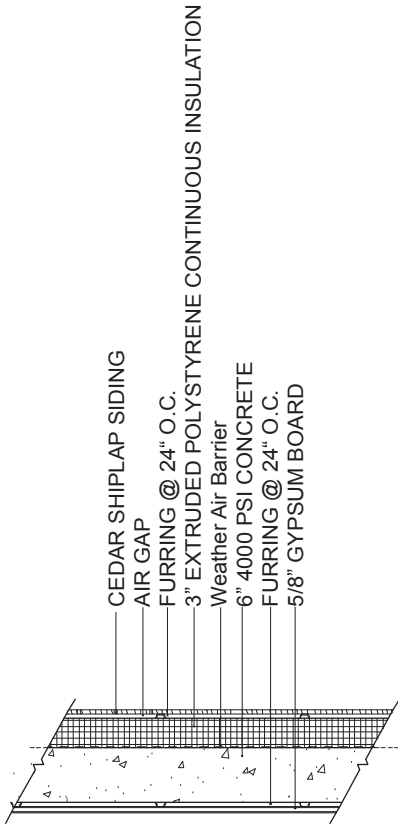 CEDAR SHIPLAP SIDING
AIR GAP
FURRING @ 24“ O.C.
3” EXTRUDED POLYSTYRENE CONTINUOUS INSULATION
Weather Air Barrier
6” 4000 PSI CONCRETE
FURRING @ 24“ O.C.
5/8” GYPSUM BOARD